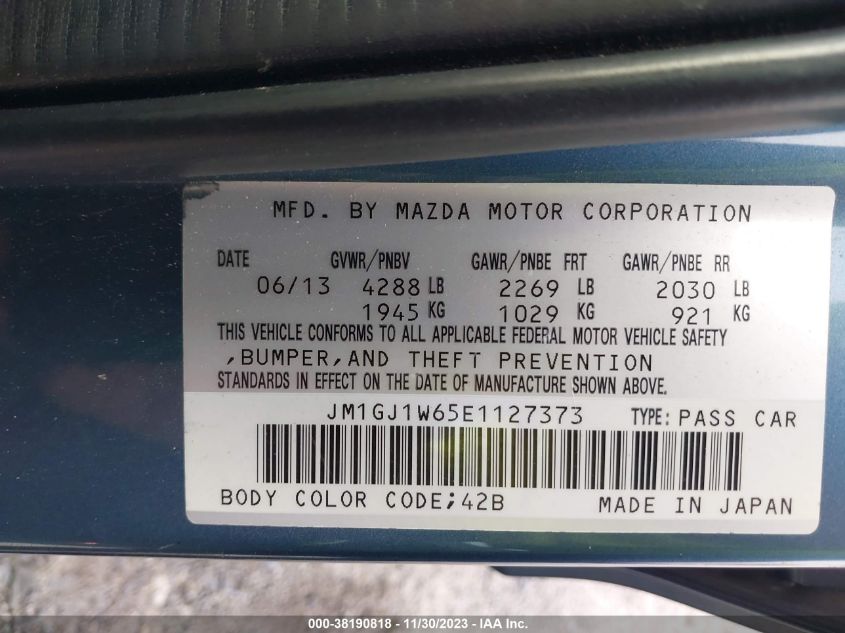 MFD. BY MAZDA MOTOR CORPORATION
DATE GVWR/PNBV GAWR/PNBE FRT GAWR/PNBE RR
06/13 4288 LB 2269 LB 2030 LB
1945 KG 1029 KG 921 KG
THIS VEHICLE CONFORMS TO ALL APPLICABLE FEDERAL MOTOR VEHICLE SAFETY
,BUMPER,AND THEFT PREVENTION
STANDARDS IN EFFECT ON THE DATE OF MANUFACTURE SHOWN ABOVE.
JM1GJ1W65E1127373 TYPE: PASS CAR
BODY COLOR CODE;42B MADE IN JAPAN
000-38190818 - 11/30/2023 - IAA Inc.